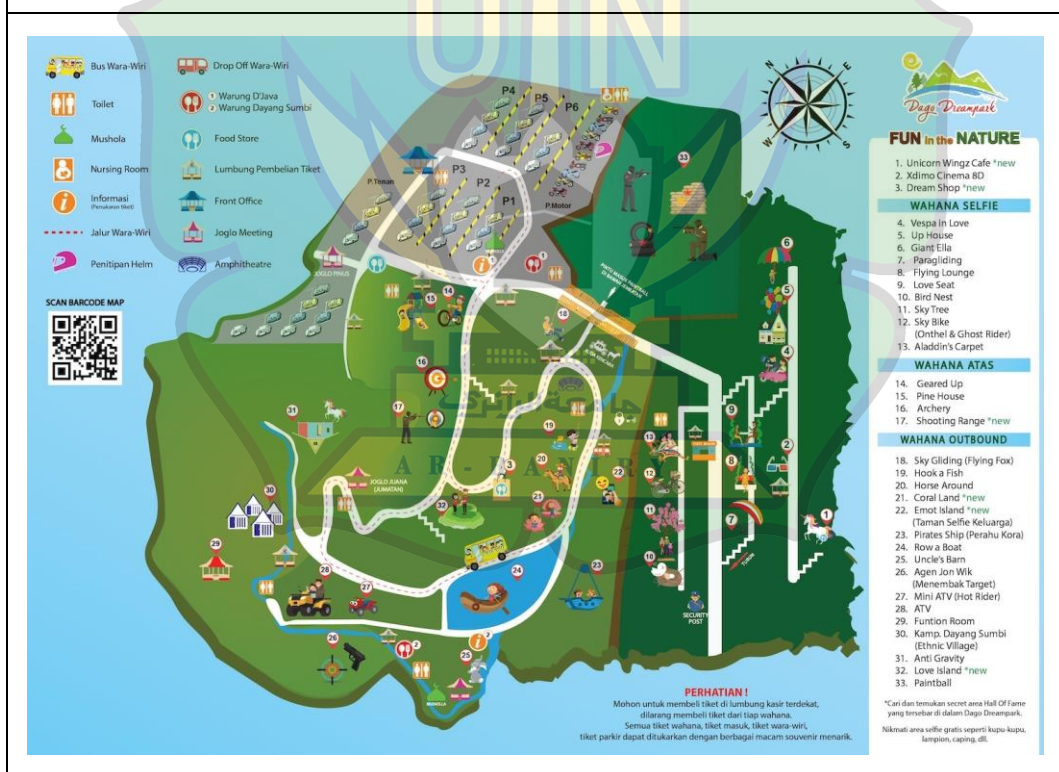 UIN
Bus Wara-Wiri
Toilet
Mushola
Nursing Room
Informasi
(Penukaran tiket)
Jalur Wara-Wiri
Penitipan Helm
Drop Off Wara-Wiri
1 Warung D'Java
2 Warung Dayang Sumbi
Food Store
Lumbung Pembelian Tiket
Front Office
Joglo Meeting
Amphitheatre
SCAN BARCODE MAP
P4
P5
P6
P3
P2
P1
P.Motor
JOGLO PINUS
PINTU MASUK PAINTBALL
JOGLO JUANA
(JUMATAN)
جامعة الرانري
AR-RANIRY
SECURITY
POST
TURUN
MUSHOLLA
N
E
S
W
Dago Dreampark
FUN in the NATURE
1. Unicorn Wingz Cafe *new
2. Xdimo Cinema 8D
3. Dream Shop *new
WAHANA SELFIE
4. Vespa in Love
5. Up House
6. Giant Ella
7. Paragliding
8. Flying Lounge
9. Love Seat
10. Bird Nest
11. Sky Tree
12. Sky Bike
(Onthel & Ghost Rider)
13. Aladdin's Carpet
WAHANA ATAS
14. Geared Up
15. Pine House
16. Archery
17. Shooting Range *new
WAHANA OUTBOUND
18. Sky Gliding (Flying Fox)
19. Hook a Fish
20. Horse Around
21. Coral Land *new
22. Emot Island *new
(Taman Selfie Keluarga)
23. Pirates Ship (Perahu Kora)
24. Row a Boat
25. Uncle's Barn
26. Agen Jon Wik
(Menembak Target)
27. Mini ATV (Hot Rider)
28. ATV
29. Funtion Room
30. Kamp. Dayang Sumbi
(Ethnic Village)
31. Anti Gravity
32. Love Island *new
33. Paintball
*Cari dan temukan secret area Hall Of Fame
yang tersebar di dalam Dago Dreampark.
Nikmati area selfie gratis seperti kupu-kupu,
lampion, caping, dll.
PERHATIAN !
Mohon untuk membeli tiket di lumbung kasir terdekat,
dilarang membeli tiket dari tiap wahana.
Semua tiket wahana, tiket masuk, tiket wara-wiri,
tiket parkir dapat ditukarkan dengan berbagai macam souvenir menarik.